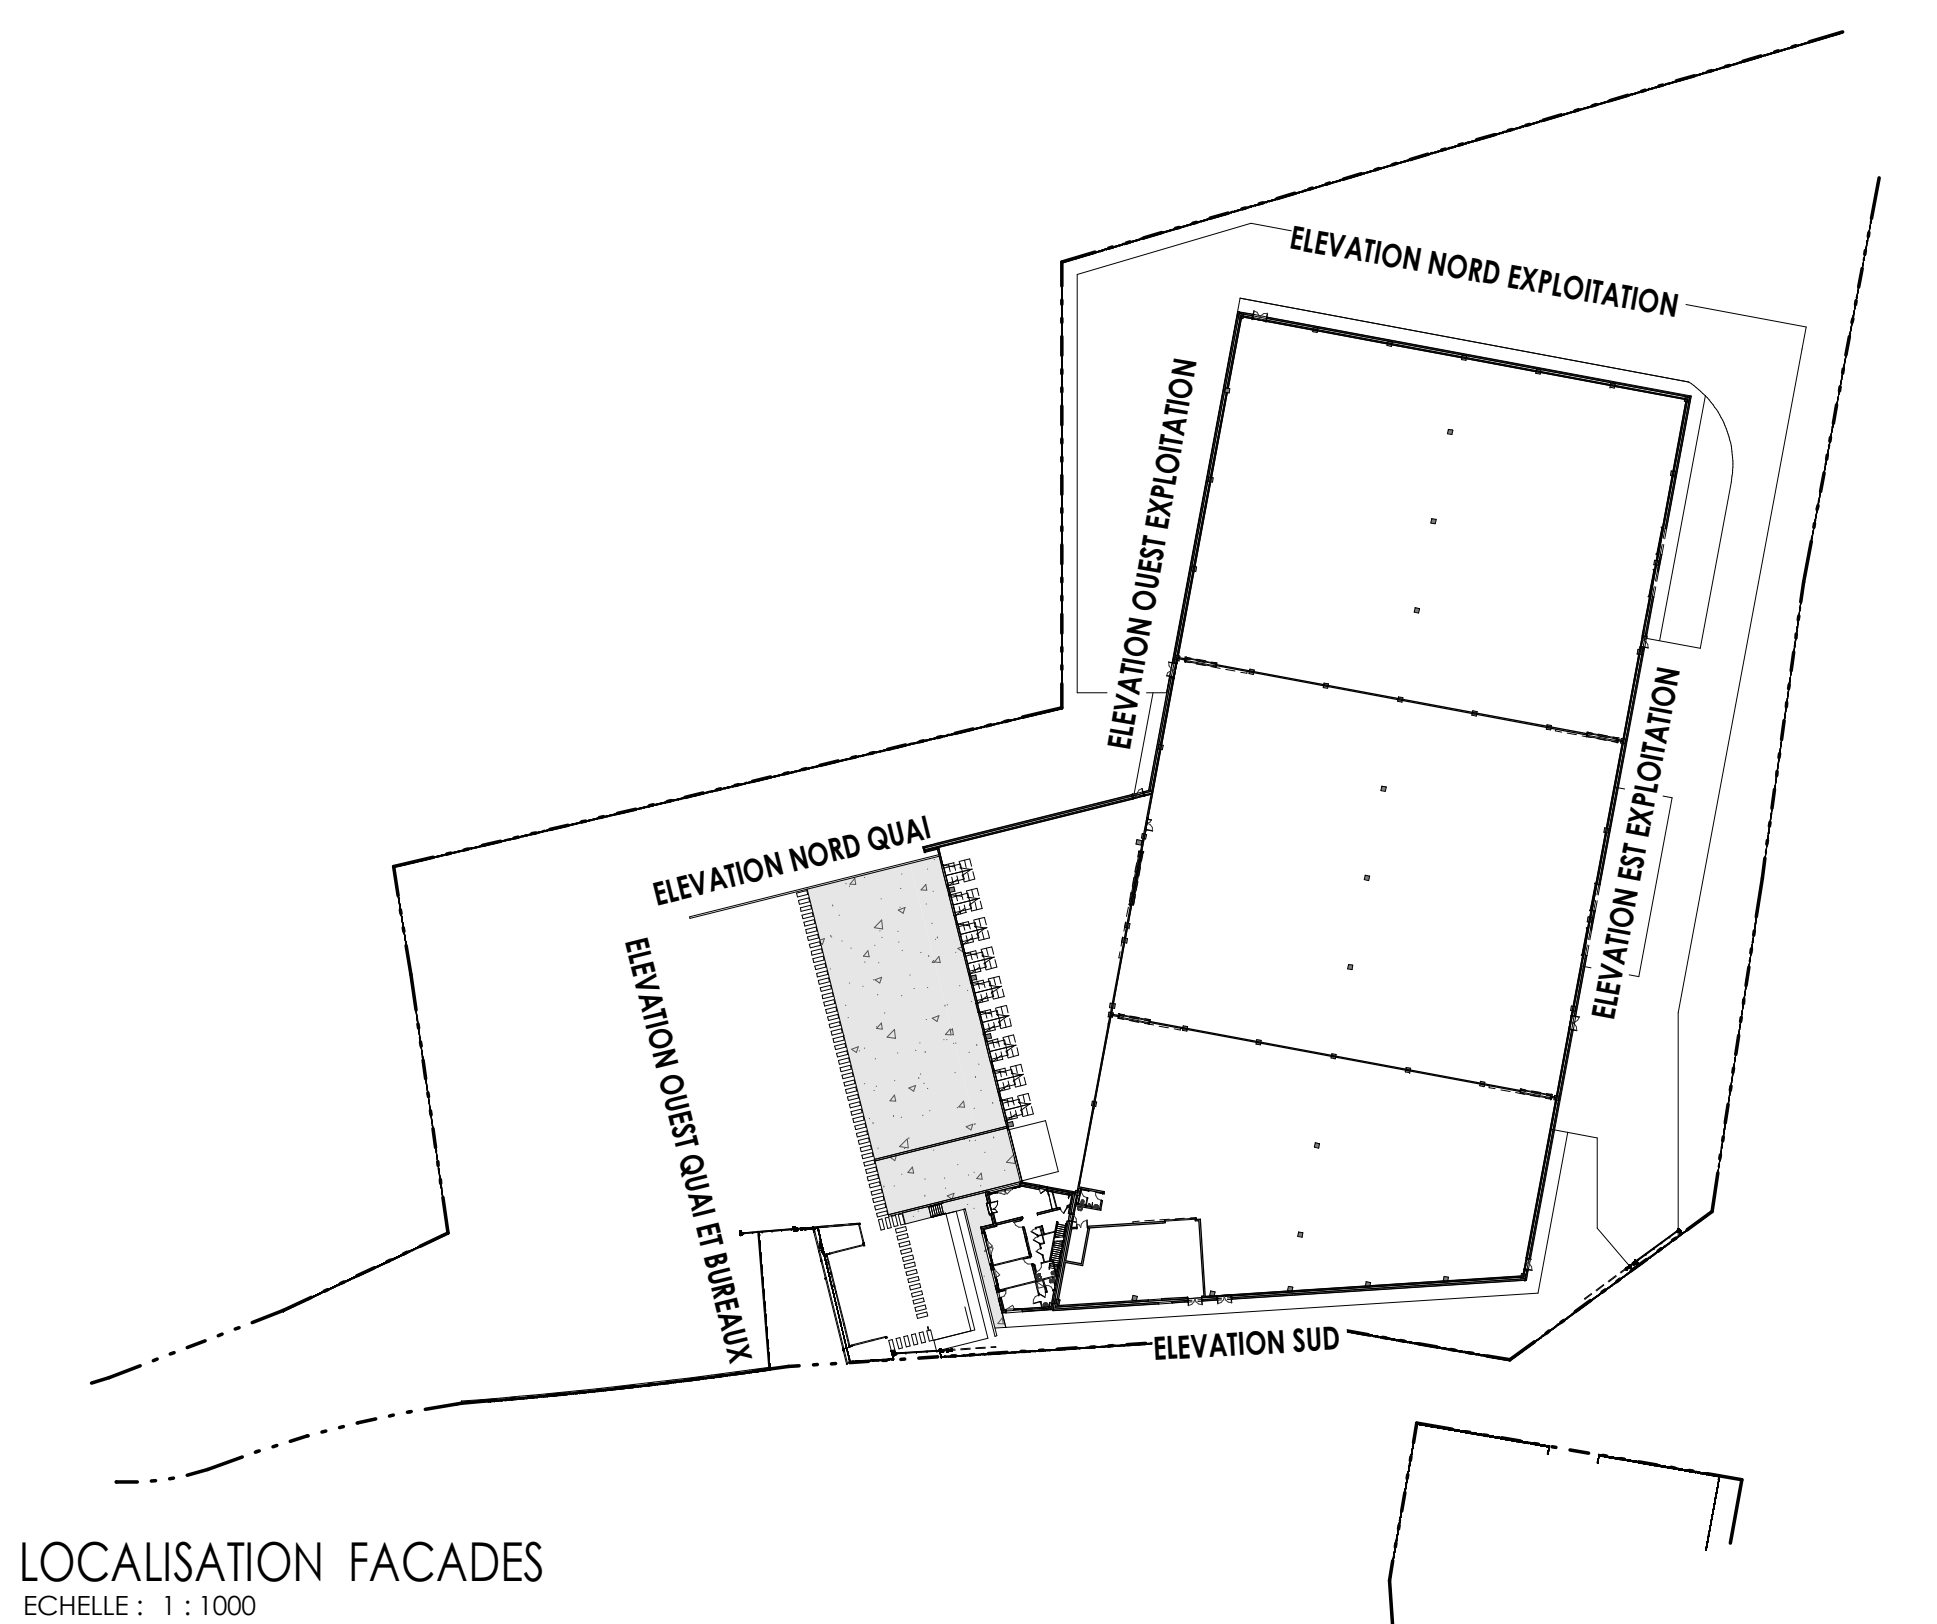 ELEVATION NORD EXPLOITATION
ELEVATION OUEST EXPLOITATION
ELEVATION EST EXPLOITATION
ELEVATION NORD QUAI
ELEVATION OUEST QUAI ET BUREAUX
ELEVATION SUD
LOCALISATION FACADES
ECHELLE : 1 : 1000